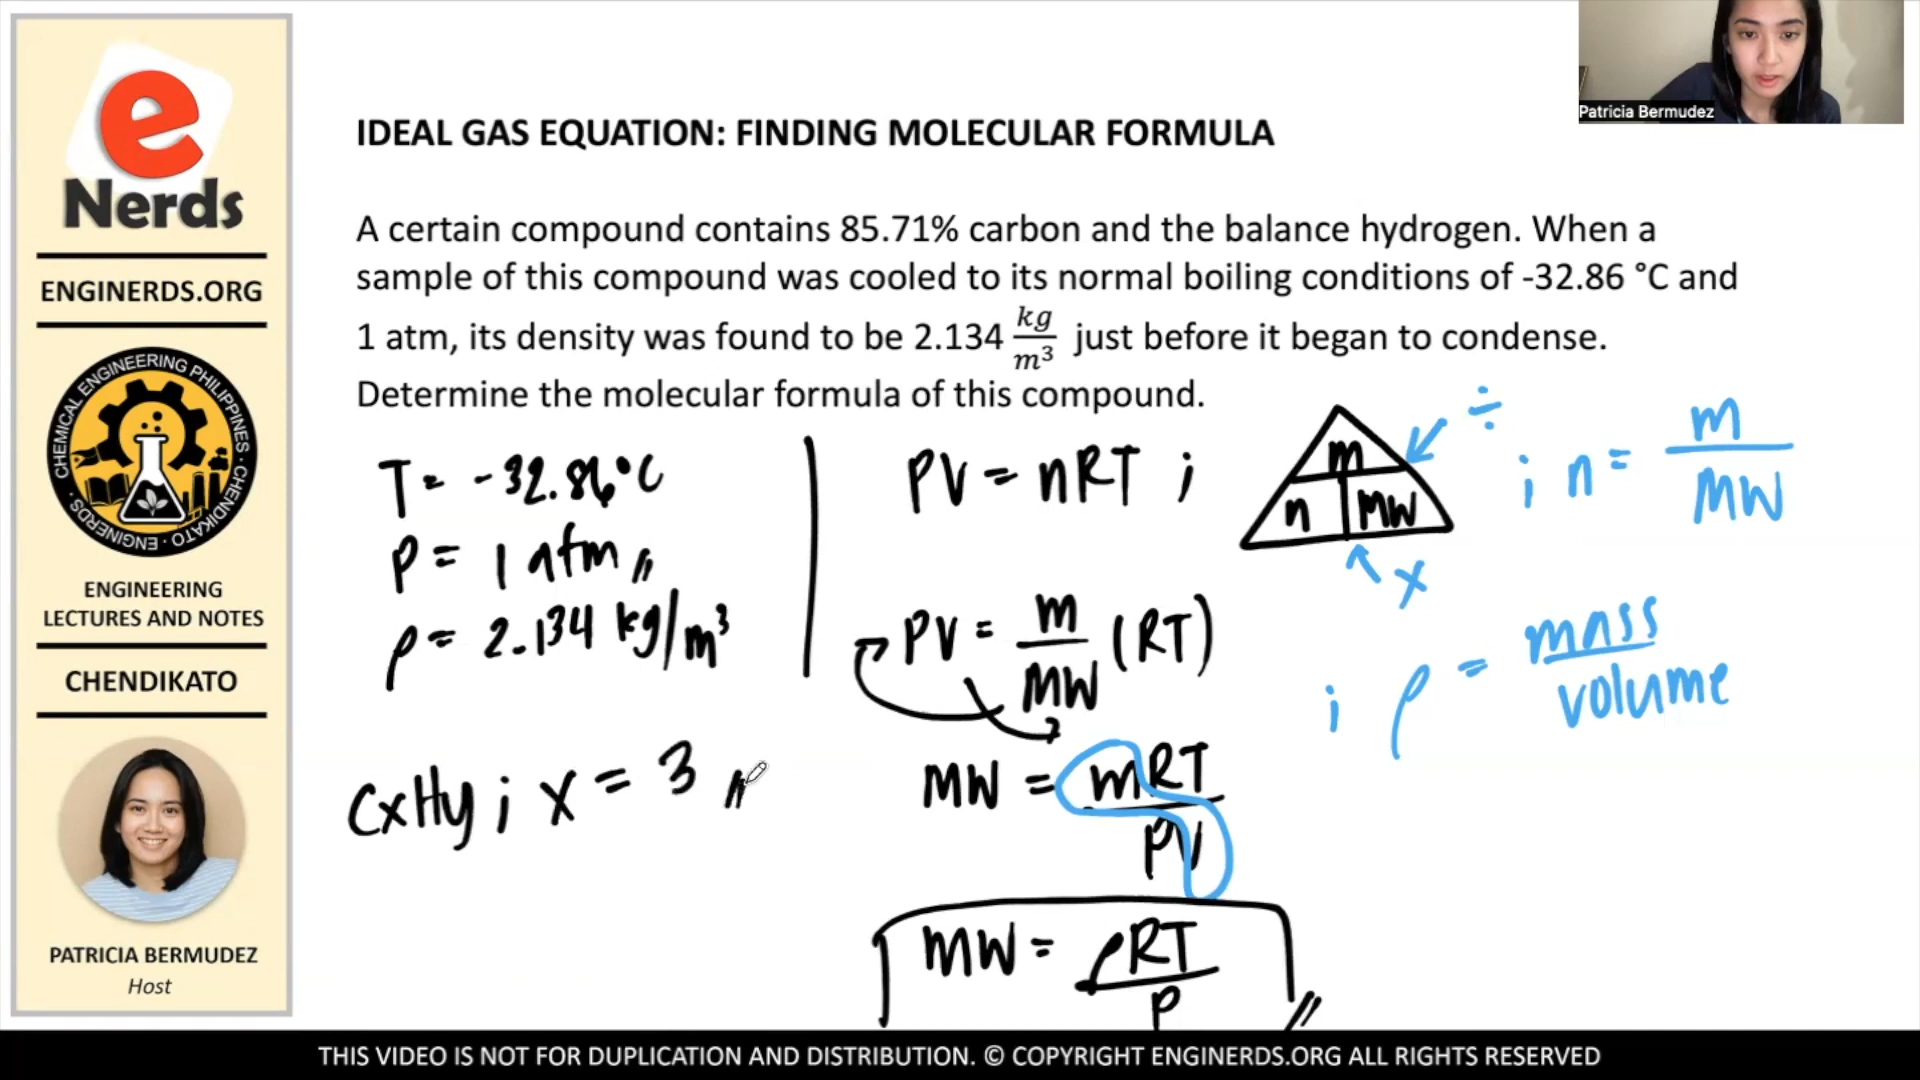 e
Nerds
ENGINERDS.ORG
CHEMICAL ENGINEERING PHILIPPINES · CHENDIKATO · ENGINERDS ·
ENGINEERING
LECTURES AND NOTES
CHENDIKATO
PATRICIA BERMUDEZ
Host
Patricia Bermudez
IDEAL GAS EQUATION: FINDING MOLECULAR FORMULA
A certain compound contains 85.71% carbon and the balance hydrogen. When a
sample of this compound was cooled to its normal boiling conditions of -32.86 °C and
1 atm, its density was found to be 2.134 kg/m³ just before it began to condense.
Determine the molecular formula of this compound.
T = -32.86°C
P = 1 atm
ρ = 2.134 kg/m³
CxHy ; x = 3
PV = nRT ;
m
n MW
÷
x
; n = m/MW
PV = m/MW (RT)
; ρ = mass/volume
MW = mRT/PV
MW = ρRT/P
THIS VIDEO IS NOT FOR DUPLICATION AND DISTRIBUTION. © COPYRIGHT ENGINERDS.ORG ALL RIGHTS RESERVED